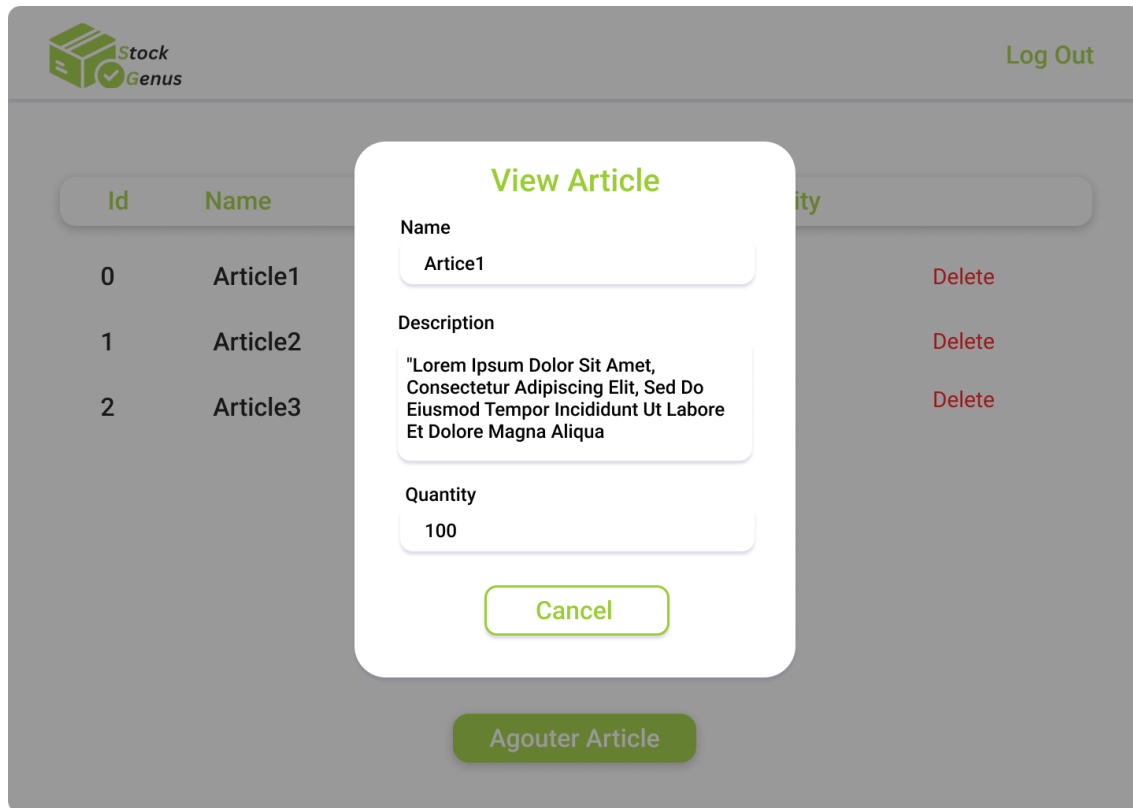 Stock
Genus
Log Out
View Article
Id Name ity
Name
Artice1
0 Article1 Delete
Description
1 Article2 Delete
"Lorem Ipsum Dolor Sit Amet,
Consectetur Adipiscing Elit, Sed Do
Eiusmod Tempor Incididunt Ut Labore
Et Dolore Magna Aliqua
2 Article3 Delete
Quantity
100
Cancel
Agouter Article